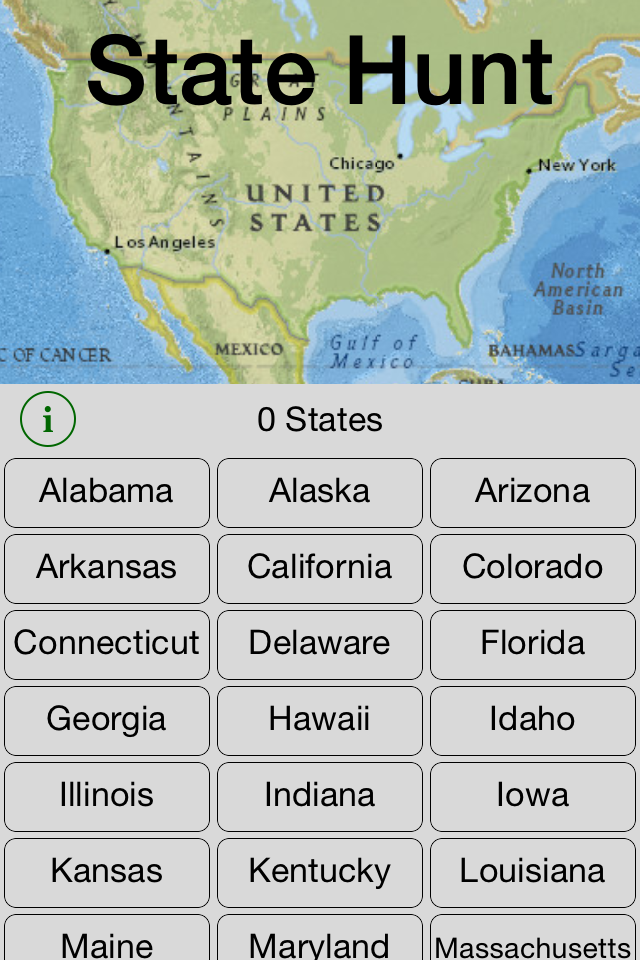 State Hunt
GREAT
PLAINS
NTAINS
Chicago
New York
UNITED
STATES
Los Angeles
North
American
Basin
C OF CANCER
MEXICO
Gulf of
Mexico
BAHAMAS
Sarga
Se
CUBA
i
0 States
Alabama
Alaska
Arizona
Arkansas
California
Colorado
Connecticut
Delaware
Florida
Georgia
Hawaii
Idaho
Illinois
Indiana
Iowa
Kansas
Kentucky
Louisiana
Maine
Maryland
Massachusetts